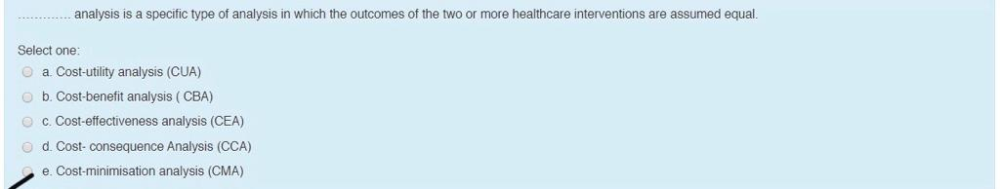 ............. analysis is a specific type of analysis in which the outcomes of the two or more healthcare interventions are assumed equal.
Select one:
a. Cost-utility analysis (CUA)
b. Cost-benefit analysis ( CBA)
c. Cost-effectiveness analysis (CEA)
d. Cost- consequence Analysis (CCA)
e. Cost-minimisation analysis (CMA)